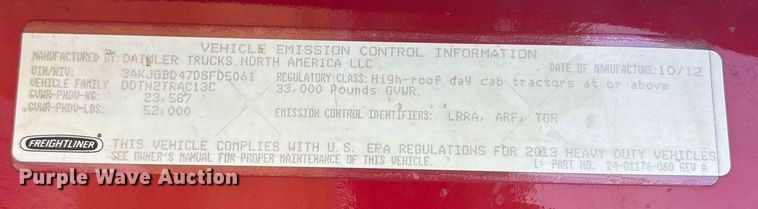 VEHICLE EMISSION CONTROL INFORMATION
MANUFACTURED BY: DAIMLER TRUCKS NORTH AMERICA LLC
MANUFACTURE DATE: 10/12
VIN/NIV: 3AKJGBD47DSFD5061
REGULATORY CLASS: High-roof day cab tractors at or above
VEHICLE FAMILY DDTN2TRAC13C
33,000 Pounds GVWR.
GVWR-PNBV-KG: 23,587
GVWR-PNBV-LBS: 52,000
EMISSION CONTROL IDENTIFIERS: LRRA, ARF, TGR
FREIGHTLINER
THIS VEHICLE COMPLIES WITH U.S. EPA REGULATIONS FOR 2013 HEAVY DUTY VEHICLES
SEE OWNER'S MANUAL FOR PROPER MAINTENANCE OF THIS VEHICLE.
PART NO. 24-01176-060 REV A
Purple Wave Auction